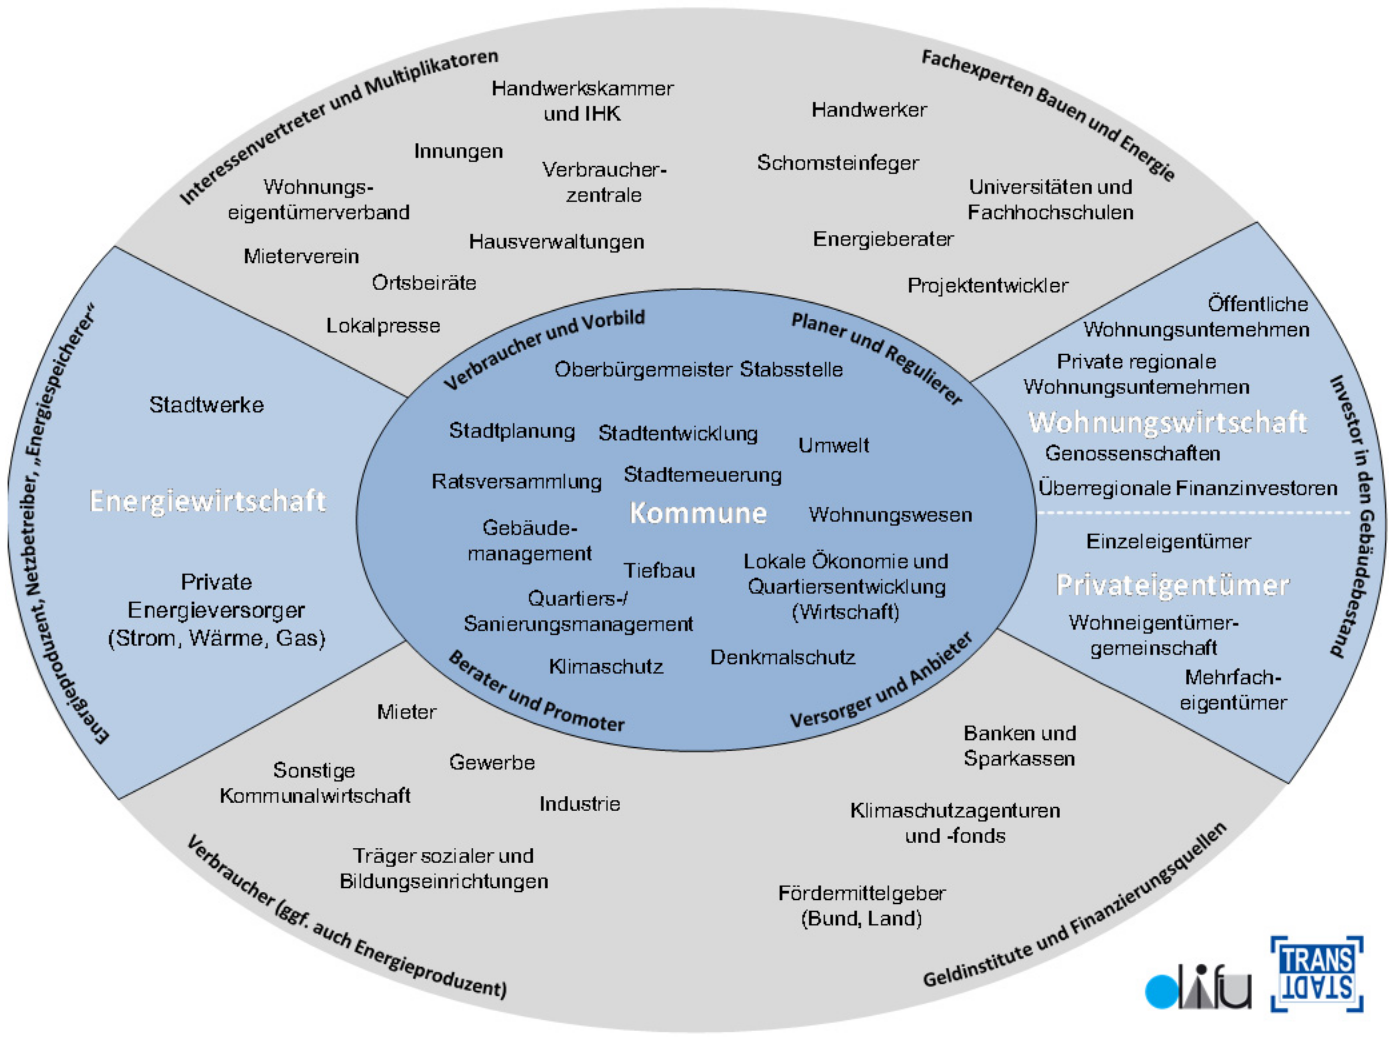 Interessenvertreter und Multiplikatoren
Handwerkskammer
und IHK
Innungen
Verbraucher-
zentrale
Wohnungs-
eigentümerverband
Hausverwaltungen
Mieterverein
Ortsbeiräte
Lokalpresse
Fachexperten Bauen und Energie
Handwerker
Schornsteinfeger
Universitäten und
Fachhochschulen
Energieberater
Projektentwickler
Energieproduzent, Netzbetreiber, „Energiespeicherer“
Stadtwerke
Energiewirtschaft
Private
Energieversorger
(Strom, Wärme, Gas)
Verbraucher und Vorbild
Planer und Regulierer
Oberbürgermeister Stabsstelle
Stadtplanung
Stadtentwicklung
Umwelt
Ratsversammlung
Stadterneuerung
Kommune
Wohnungswesen
Gebäude-
management
Tiefbau
Lokale Ökonomie und
Quartiersentwicklung
(Wirtschaft)
Quartiers-/
Sanierungsmanagement
Klimaschutz
Denkmalschutz
Berater und Promoter
Versorger und Anbieter
Öffentliche
Wohnungsunternehmen
Private regionale
Wohnungsunternehmen
Wohnungswirtschaft
Genossenschaften
Überregionale Finanzinvestoren
Einzeleigentümer
Privateigentümer
Wohneigentümer-
gemeinschaft
Mehrfach-
eigentümer
Investor in den Gebäudebestand
Mieter
Gewerbe
Sonstige
Kommunalwirtschaft
Industrie
Träger sozialer und
Bildungseinrichtungen
Verbraucher (ggf. auch Energieproduzent)
Banken und
Sparkassen
Klimaschutzagenturen
und -fonds
Fördermittelgeber
(Bund, Land)
Geldinstitute und Finanzierungsquellen
difu
TRANS
STADT